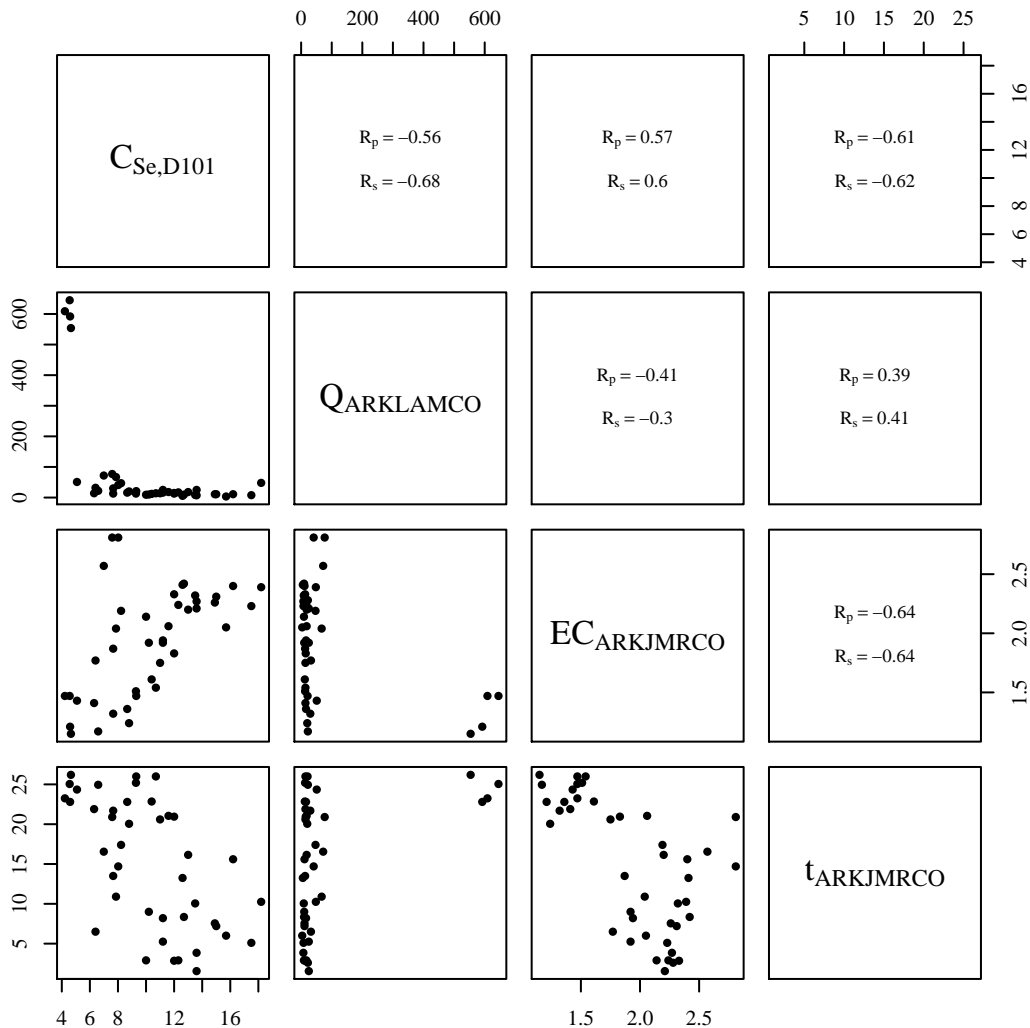 0 200 400 600
5 10 15 20 25
C_Se,D101
R_p = −0.56
R_s = −0.68
R_p = 0.57
R_s = 0.6
R_p = −0.61
R_s = −0.62
4 6 8 12 16
0 200 400 600
Q_ARKLAMCO
R_p = −0.41
R_s = −0.3
R_p = 0.39
R_s = 0.41
EC_ARKJMRCO
R_p = −0.64
R_s = −0.64
1.5 2.0 2.5
5 10 15 20 25
t_ARKJMRCO
4 6 8 12 16
1.5 2.0 2.5